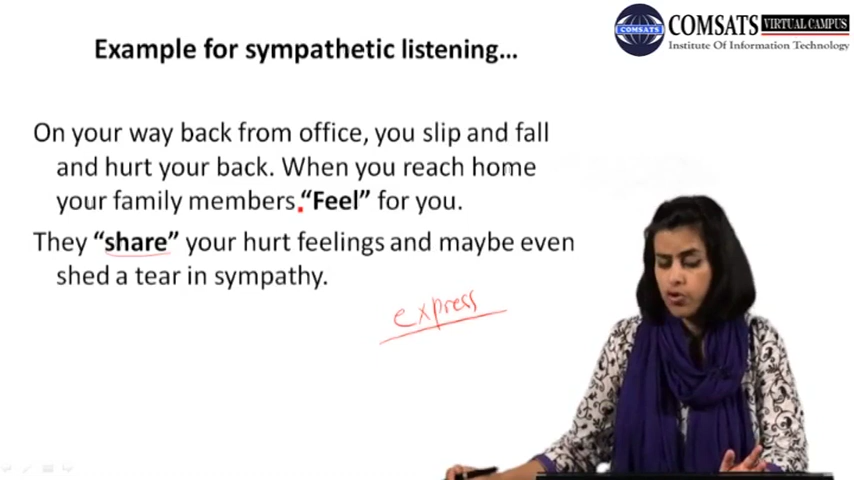 COMSATS VIRTUAL CAMPUS
COMSATS
Institute Of Information Technology
Example for sympathetic listening…
On your way back from office, you slip and fall
and hurt your back. When you reach home
your family members “Feel” for you.
They “share” your hurt feelings and maybe even
shed a tear in sympathy.
express